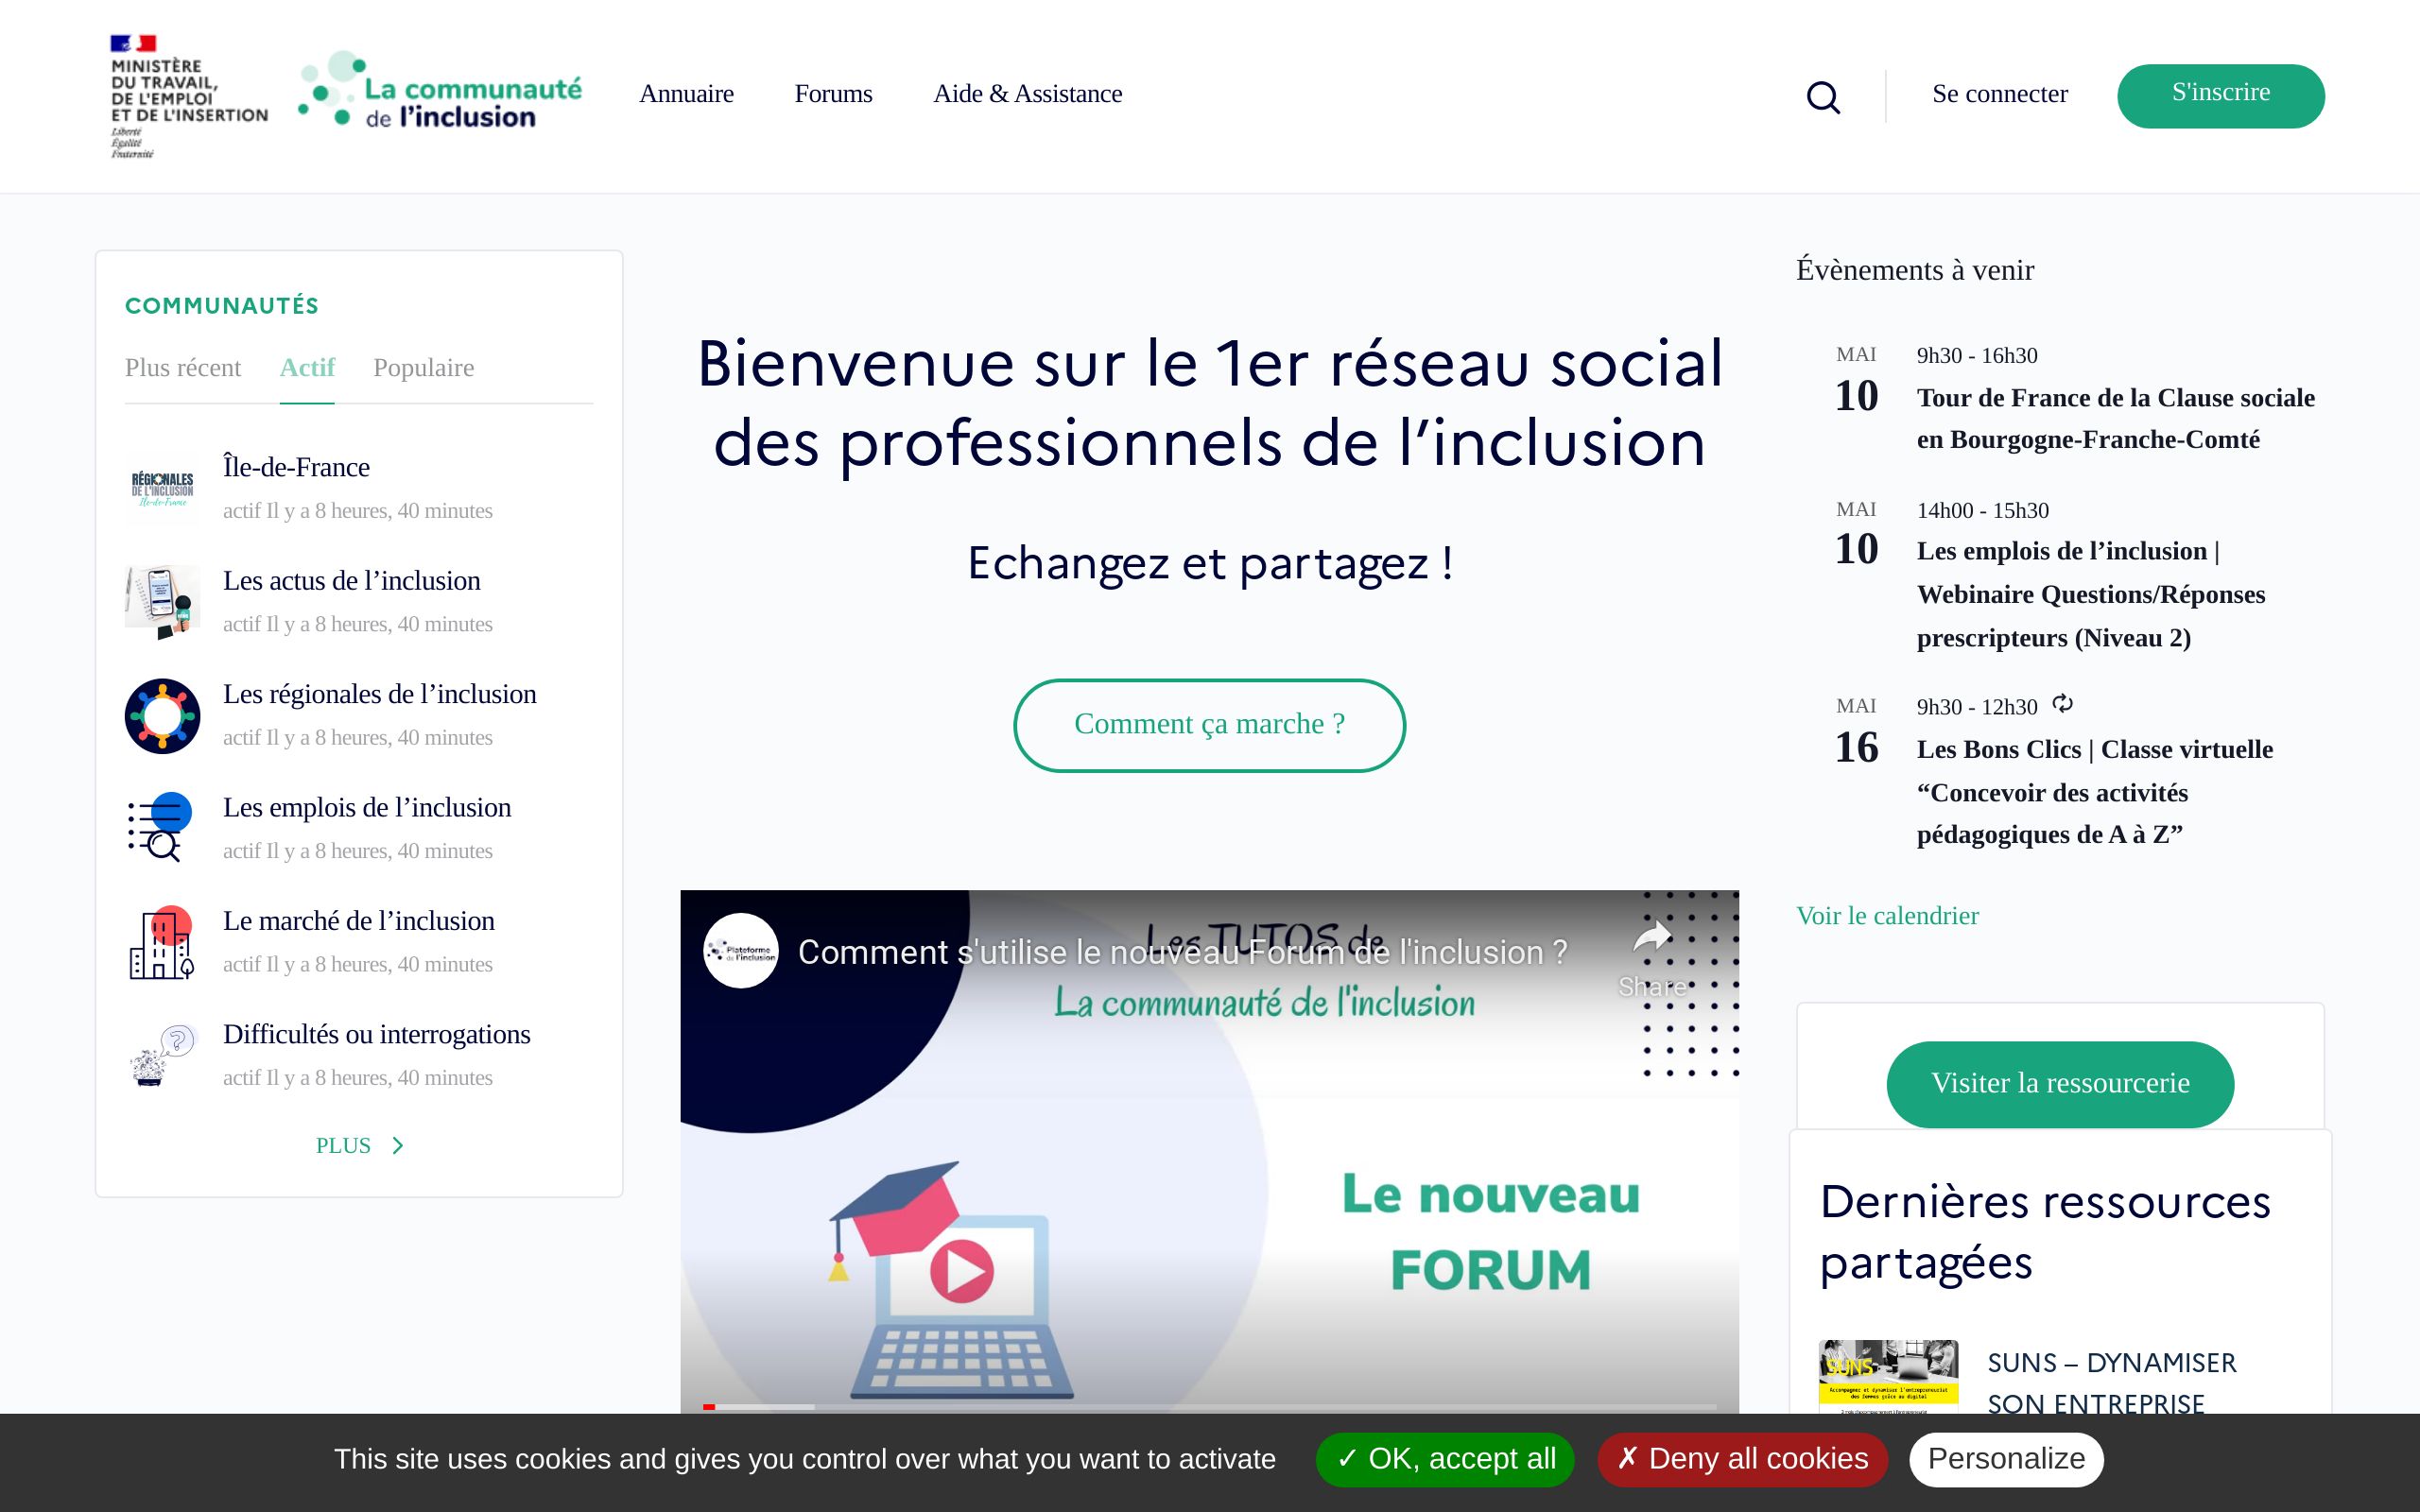 MINISTÈRE
DU TRAVAIL,
DE L'EMPLOI
ET DE L'INSERTION
Liberté
Égalité
Fraternité
La communauté
de l'inclusion
Annuaire
Forums
Aide & Assistance
Se connecter
S'inscrire
COMMUNAUTÉS
Plus récent
Actif
Populaire
RÉGIONALES
DE L'INCLUSION
Île-de-France
Île-de-France
actif Il y a 8 heures, 40 minutes
Les actus de l’inclusion
actif Il y a 8 heures, 40 minutes
Les régionales de l’inclusion
actif Il y a 8 heures, 40 minutes
Les emplois de l’inclusion
actif Il y a 8 heures, 40 minutes
Le marché de l’inclusion
actif Il y a 8 heures, 40 minutes
Difficultés ou interrogations
actif Il y a 8 heures, 40 minutes
PLUS
Bienvenue sur le 1er réseau social
des professionnels de l’inclusion
Echangez et partagez !
Comment ça marche ?
Plateforme
de l'inclusion
Comment s'utilise le nouveau Forum de l'inclusion ?
Share
Les TUTOS de
La communauté de l'inclusion
Le nouveau
FORUM
Évènements à venir
MAI
10
9h30 - 16h30
Tour de France de la Clause sociale
en Bourgogne-Franche-Comté
MAI
10
14h00 - 15h30
Les emplois de l’inclusion |
Webinaire Questions/Réponses
prescripteurs (Niveau 2)
MAI
16
9h30 - 12h30
Les Bons Clics | Classe virtuelle
“Concevoir des activités
pédagogiques de A à Z”
Voir le calendrier
Visiter la ressourcerie
Dernières ressources
partagées
SUNS
Accompagner et dynamiser l'entrepreneuriat
des femmes grâce au digital
SUNS – DYNAMISER
SON ENTREPRISE
This site uses cookies and gives you control over what you want to activate
✓ OK, accept all
✗ Deny all cookies
Personalize